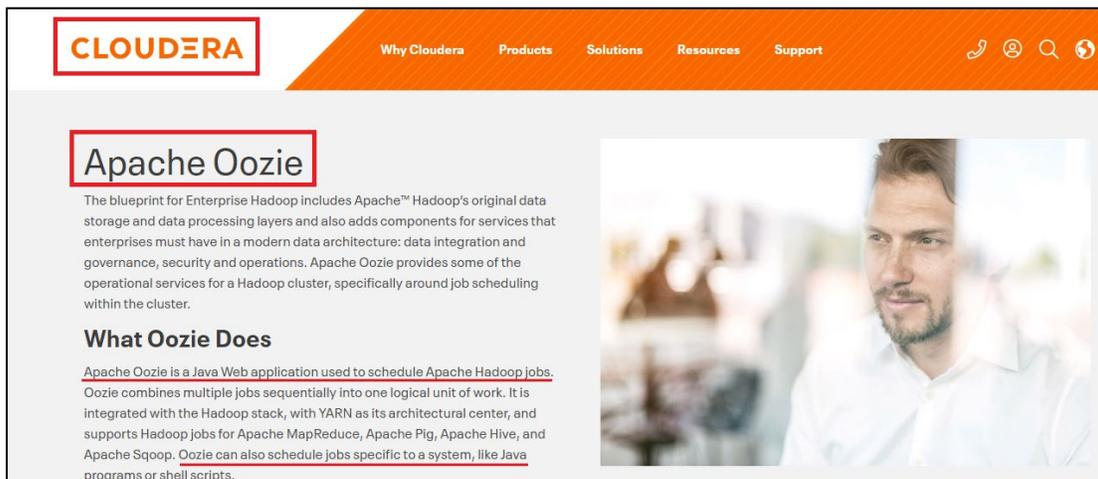 CLOUDERA
Why Cloudera Products Solutions Resources Support
Apache Oozie
The blueprint for Enterprise Hadoop includes Apache™ Hadoop's original data
storage and data processing layers and also adds components for services that
enterprises must have in a modern data architecture: data integration and
governance, security and operations. Apache Oozie provides some of the
operational services for a Hadoop cluster, specifically around job scheduling
within the cluster.
What Oozie Does
Apache Oozie is a Java Web application used to schedule Apache Hadoop jobs.
Oozie combines multiple jobs sequentially into one logical unit of work. It is
integrated with the Hadoop stack, with YARN as its architectural center, and
supports Hadoop jobs for Apache MapReduce, Apache Pig, Apache Hive, and
Apache Sqoop. Oozie can also schedule jobs specific to a system, like Java
programs or shell scripts.